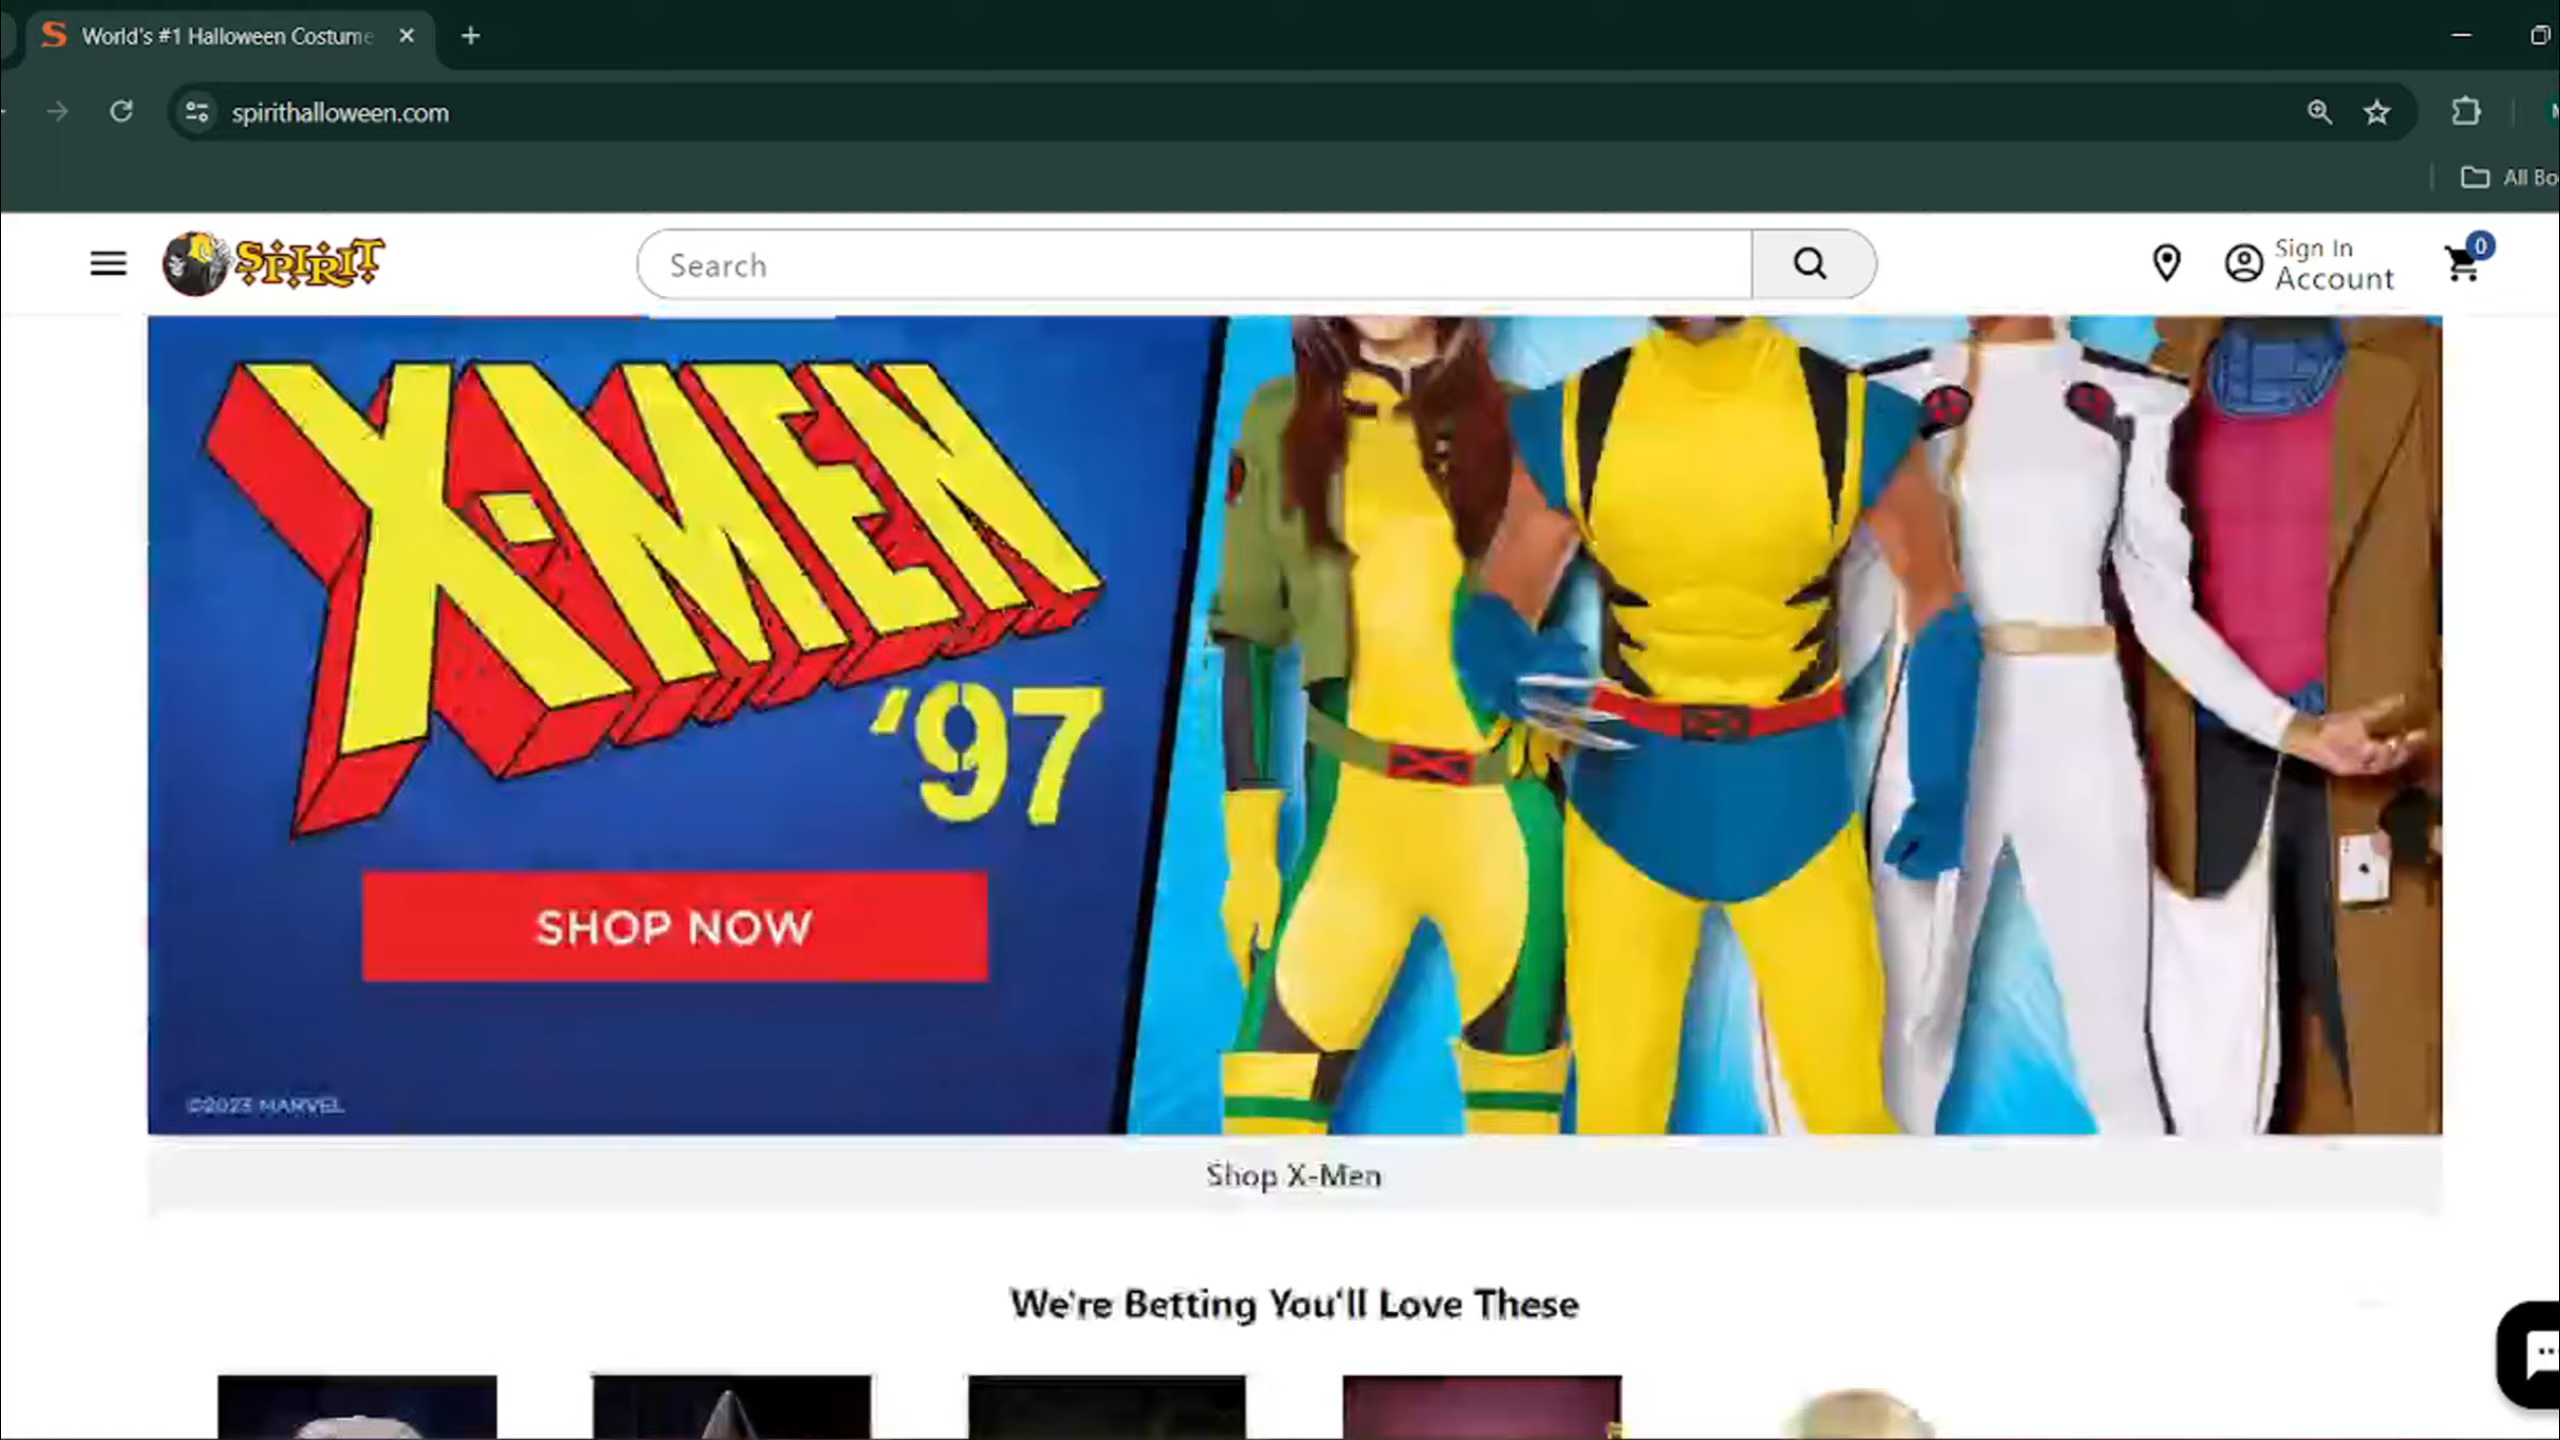 World's #1 Halloween Costume
spirithalloween.com
All Bo
SPIRIT
Search
Sign In
Account
0
X-MEN
'97
SHOP NOW
©2023 MARVEL
Shop X-Men
We're Betting You'll Love These